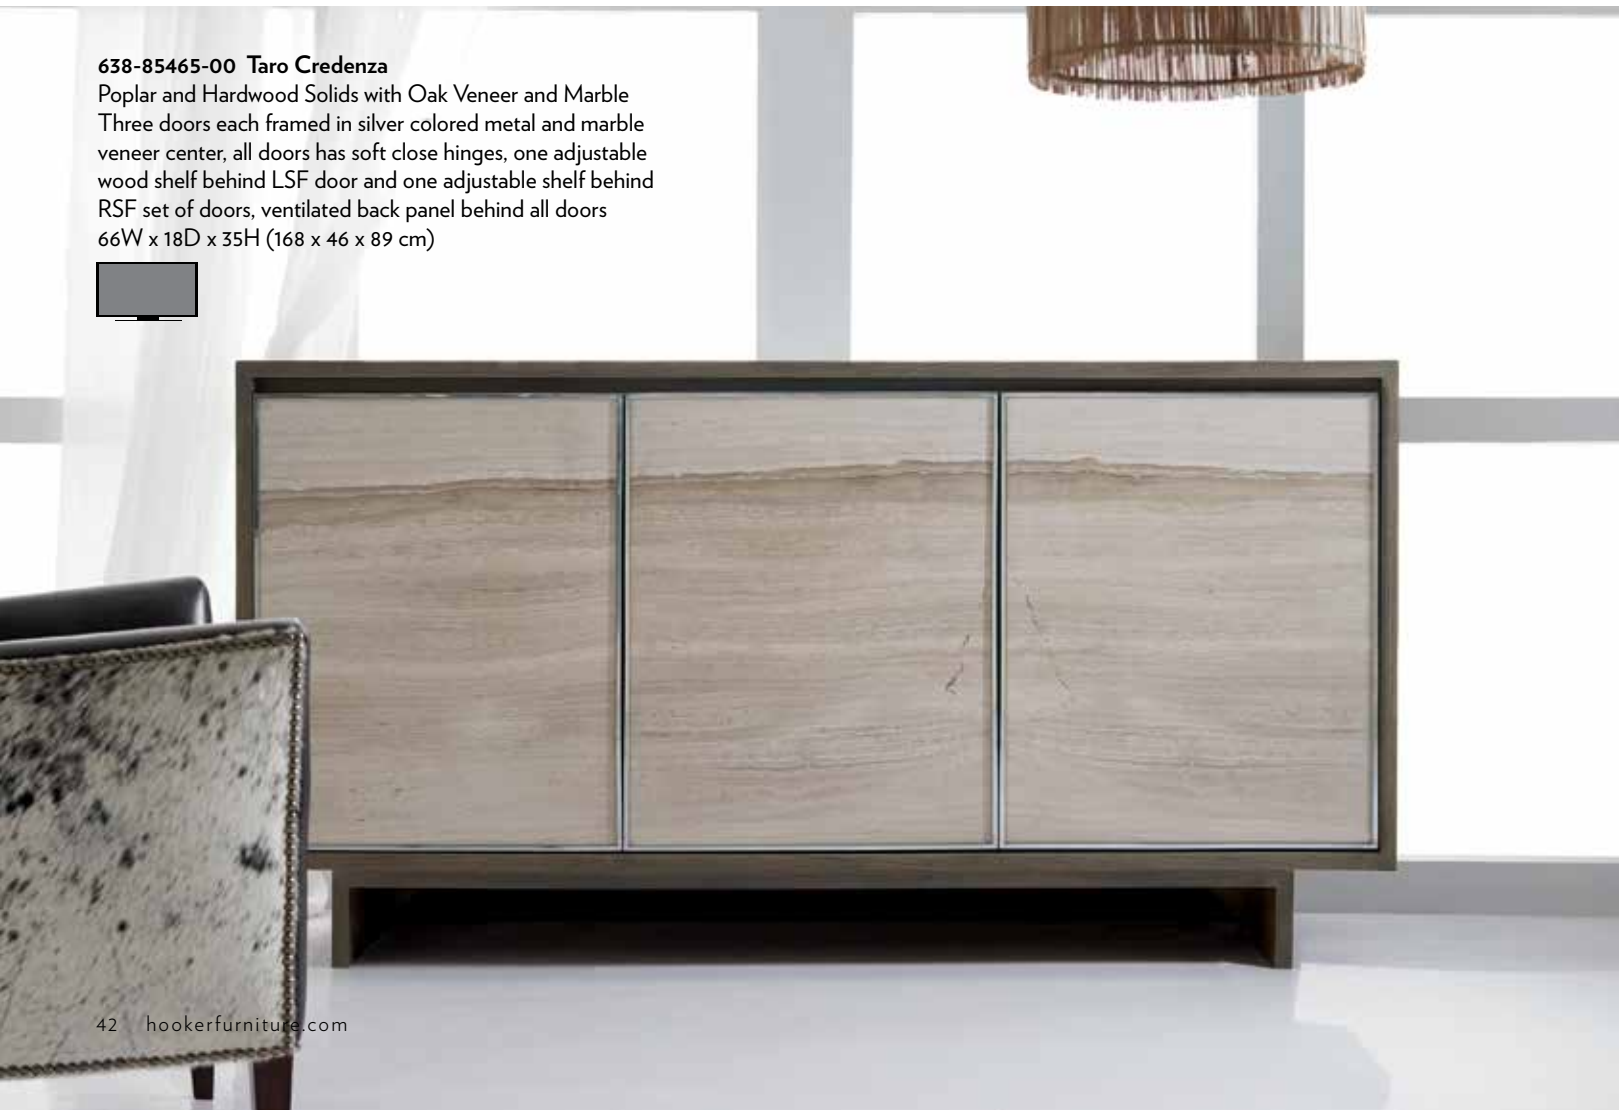 638-85465-00 Taro Credenza
Poplar and Hardwood Solids with Oak Veneer and Marble
Three doors each framed in silver colored metal and marble
veneer center, all doors has soft close hinges, one adjustable
wood shelf behind LSF door and one adjustable shelf behind
RSF set of doors, ventilated back panel behind all doors
66W x 18D x 35H (168 x 46 x 89 cm)
42 hookerfurniture.com